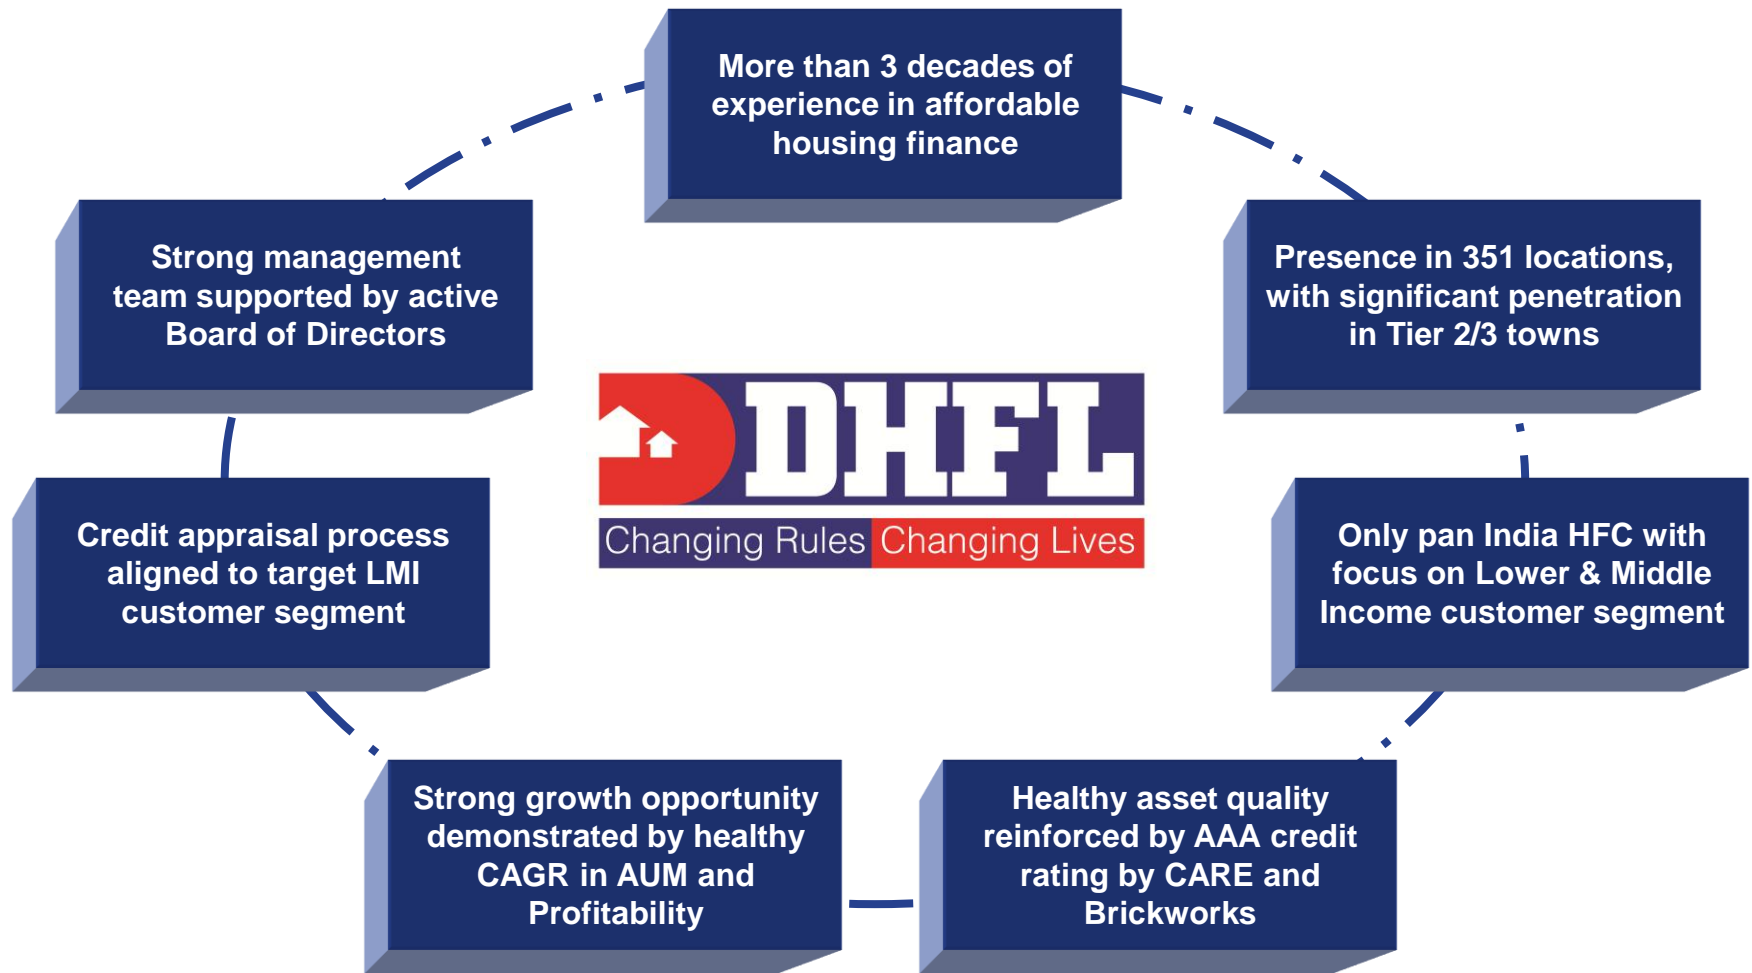 More than 3 decades of
experience in affordable
housing finance
Strong management
team supported by active
Board of Directors
Presence in 351 locations,
with significant penetration
in Tier 2/3 towns
DHFL
Changing Rules Changing Lives
Credit appraisal process
aligned to target LMI
customer segment
Only pan India HFC with
focus on Lower & Middle
Income customer segment
Strong growth opportunity
demonstrated by healthy
CAGR in AUM and
Profitability
Healthy asset quality
reinforced by AAA credit
rating by CARE and
Brickworks